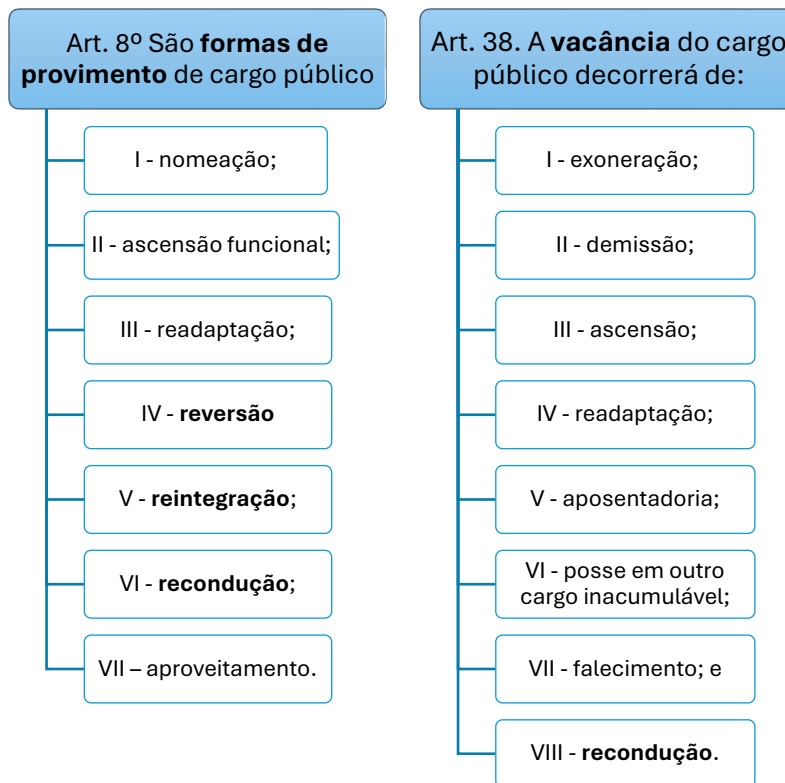 Art. 8º São formas de
provimento de cargo público
I - nomeação;
II - ascensão funcional;
III - readaptação;
IV - reversão
V - reintegração;
VI - recondução;
VII – aproveitamento.
Art. 38. A vacância do cargo
público decorrerá de:
I - exoneração;
II - demissão;
III - ascensão;
IV - readaptação;
V - aposentadoria;
VI - posse em outro
cargo inacumulável;
VII - falecimento; e
VIII - recondução.